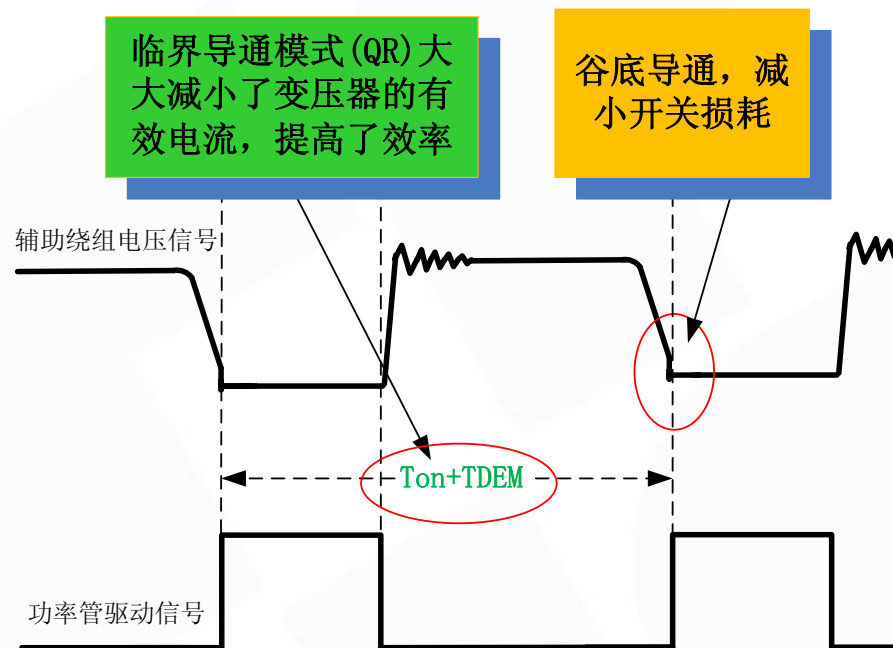 临界导通模式(QR)大
大减小了变压器的有
效电流，提高了效率
谷底导通，减
小开关损耗
辅助绕组电压信号
Ton+TDEM
功率管驱动信号